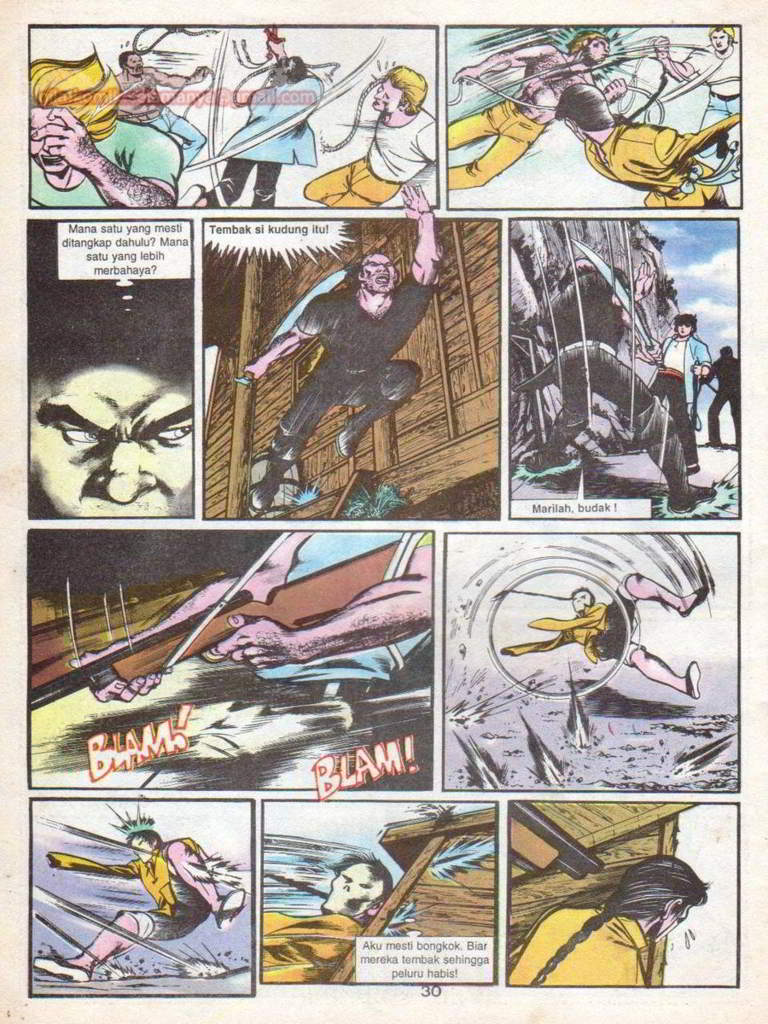 Mana satu yang mesti
ditangkap dahulu? Mana
satu yang lebih
merbahaya?
Tembak si kudung itu!
Marilah, budak !
BLAM!
BLAM!
Aku mesti bongkok. Biar
mereka tembak sehingga
peluru habis!
30